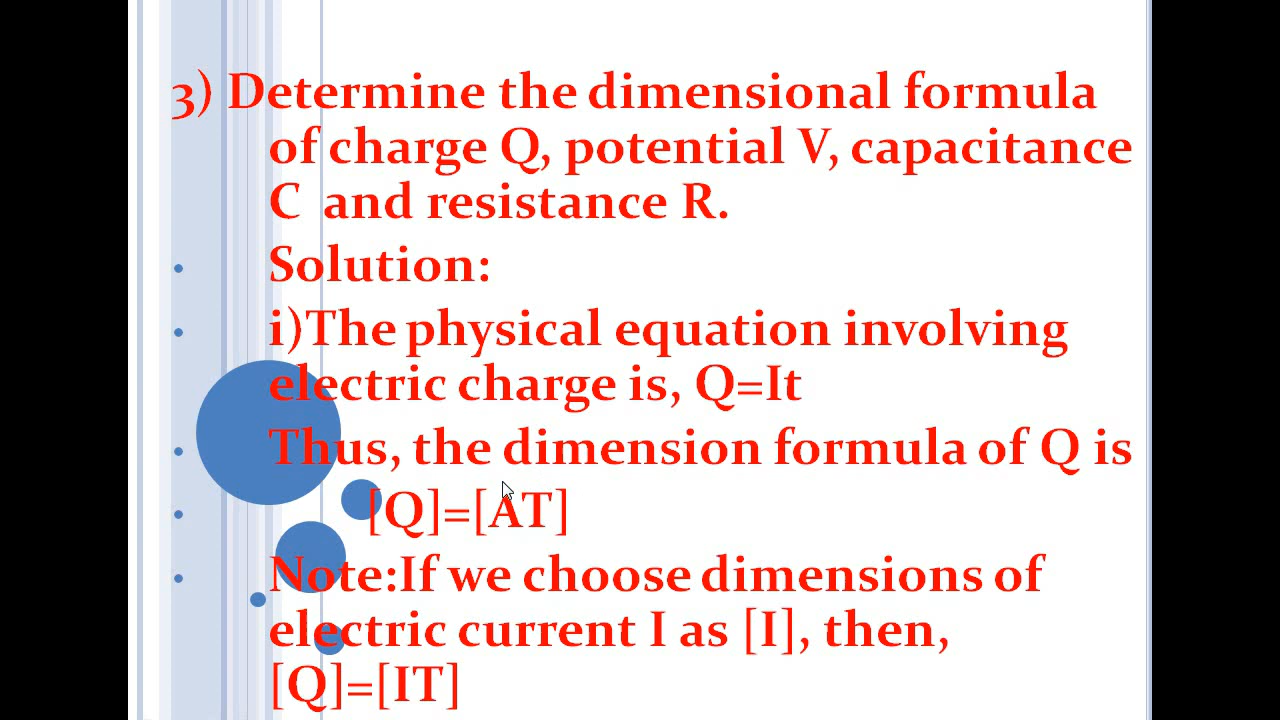 3) Determine the dimensional formula
of charge Q, potential V, capacitance
C and resistance R.
Solution:
i)The physical equation involving
electric charge is, Q=It
Thus, the dimension formula of Q is
[Q]=[AT]
Note:If we choose dimensions of
electric current I as [I], then,
[Q]=[IT]